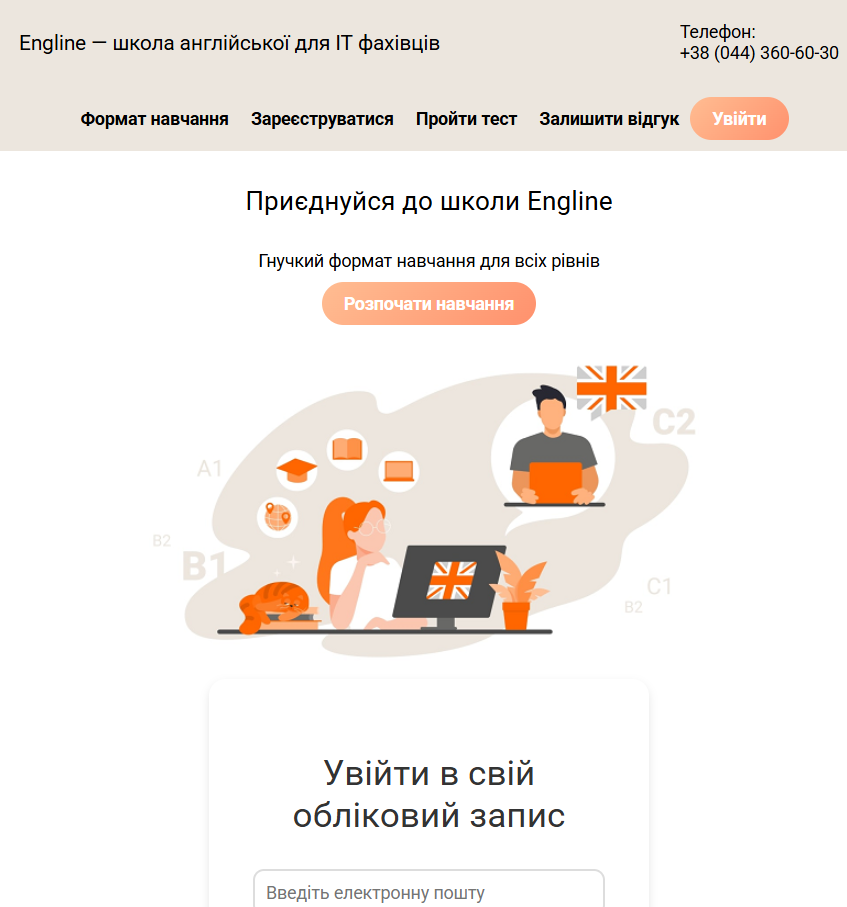 Engline — школа англійської для IT фахівців
Телефон:
+38 (044) 360-60-30
Формат навчання Зареєструватися Пройти тест Залишити відгук Увійти
Приєднуйся до школи Engline
Гнучкий формат навчання для всіх рівнів
Розпочати навчання
C2
A1
B2
B1
C1
B2
Увійти в свій
обліковий запис
Введіть електронну пошту